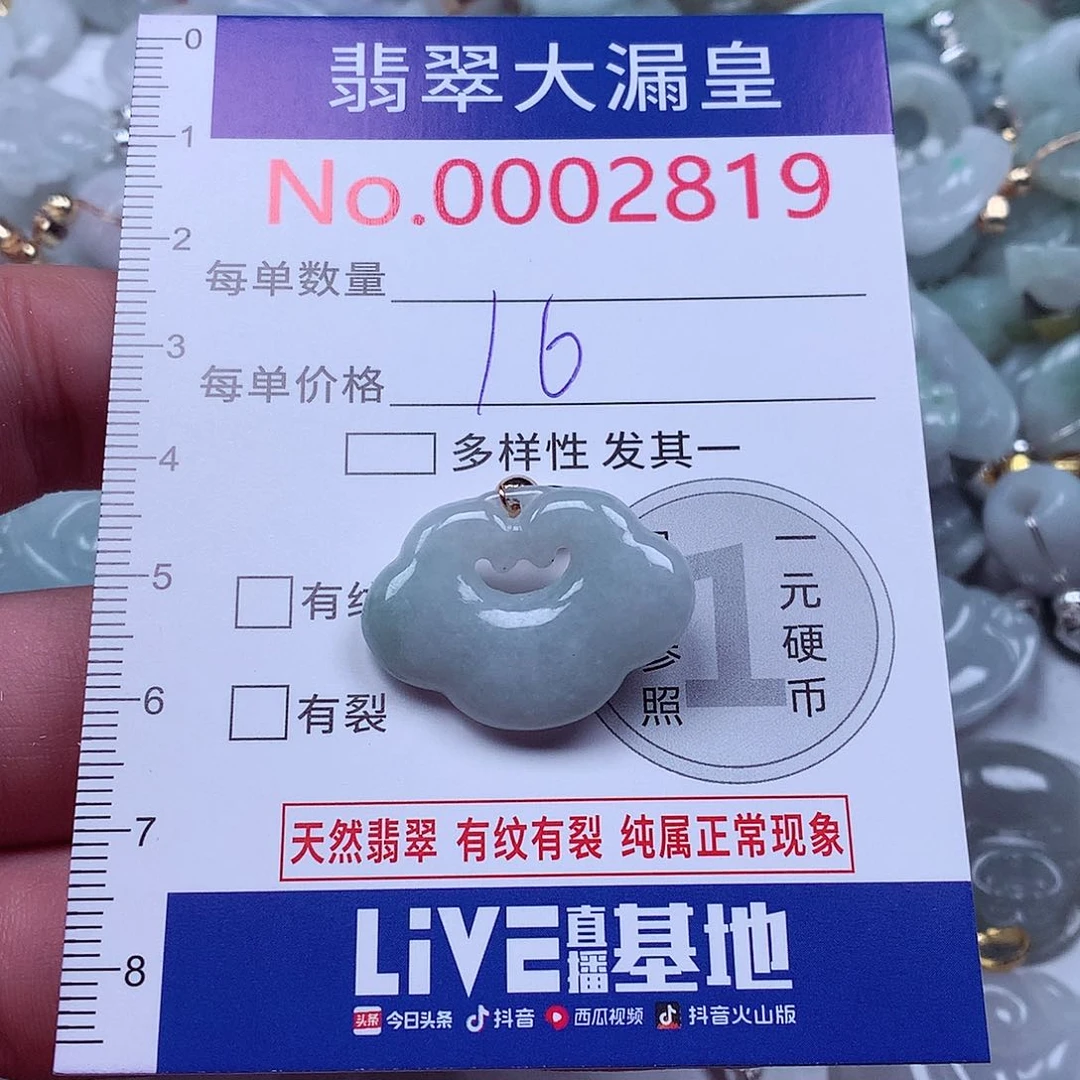 0
翡翠大漏皇
1
No.0002819
2
每单数量
3
16
每单价格
4
多样性 发其一
5
有
1
一元硬币
照
6
有裂
7
天然翡翠 有纹有裂 纯属正常现象
LiVE直播基地
8
头条 今日头条 抖音 西瓜视频 抖音火山版